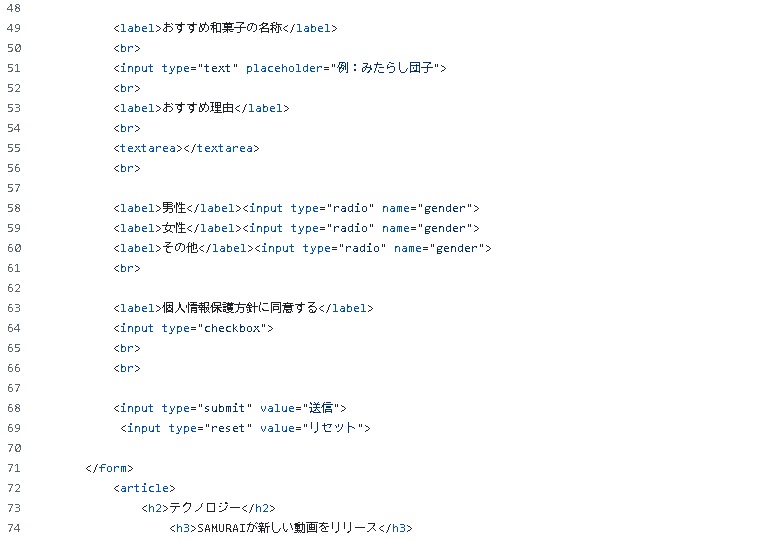 48
49 <label>おすすめ和菓子の名称</label>
50 <br>
51 <input type="text" placeholder="例：みたらし団子">
52 <br>
53 <label>おすすめ理由</label>
54 <br>
55 <textarea></textarea>
56 <br>
57
58 <label>男性</label><input type="radio" name="gender">
59 <label>女性</label><input type="radio" name="gender">
60 <label>その他</label><input type="radio" name="gender">
61 <br>
62
63 <label>個人情報保護方針に同意する</label>
64 <input type="checkbox">
65 <br>
66 <br>
67
68 <input type="submit" value="送信">
69 <input type="reset" value="リセット">
70
71 </form>
72 <article>
73 <h2>テクノロジー</h2>
74 <h3>SAMURAIが新しい動画をリリース</h3>